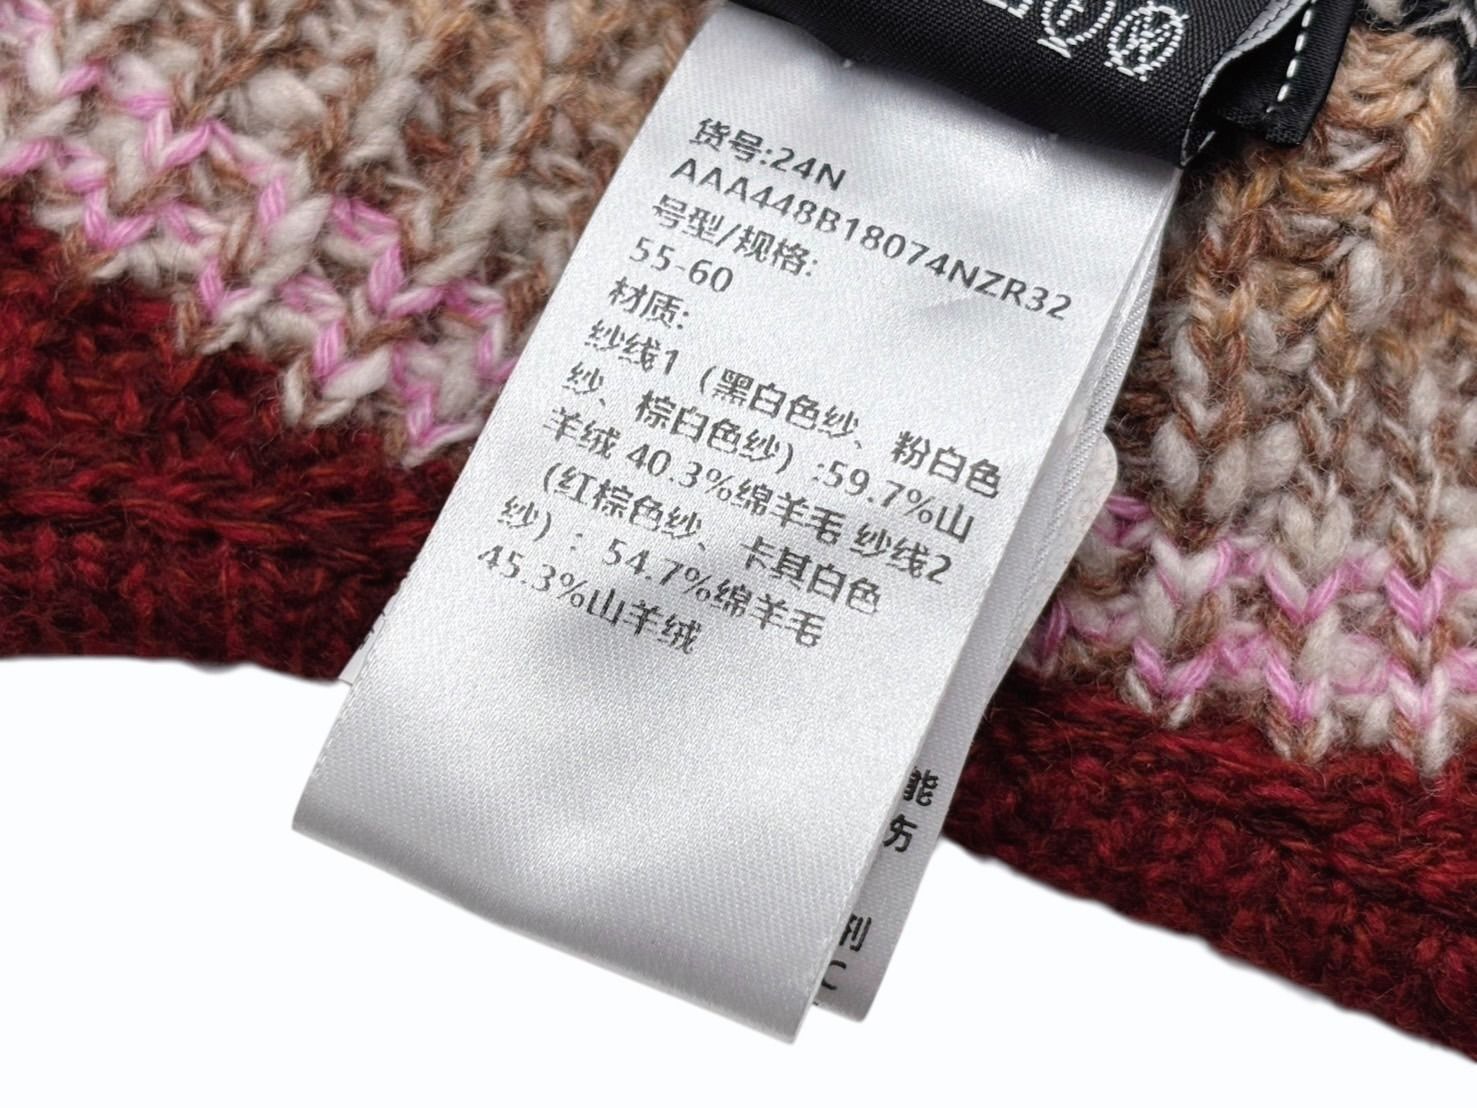 货号:24N
AAA448B18074NZR32
号型/规格:
55-60
材质:
纱线1（黑白色纱、粉白色
纱、棕白色纱）:59.7%山
羊绒 40.3%绵羊毛 纱线2
（红棕色纱、卡其白色
纱）: 54.7%绵羊毛
45.3%山羊绒
能
剂
C